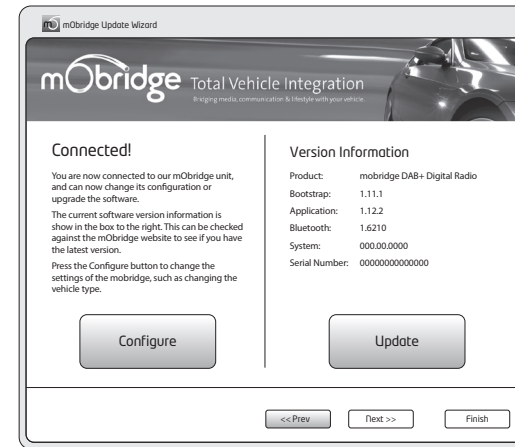 mObridge Update Wizard
mObridge Total Vehicle Integration
Bridging media, communication & lifestyle with your vehicle.
Connected!
You are now connected to our mObridge unit,
and can now change its configuration or
upgrade the software.
The current software version information is
show in the box to the right. This can be checked
against the mObridge website to see if you have
the latest version.
Press the Configure button to change the
settings of the mobridge, such as changing the
vehicle type.
Configure
Version Information
Product: mobridge DAB+ Digital Radio
Bootstrap: 1.11.1
Application: 1.12.2
Bluetooth: 1.6210
System: 000.00.0000
Serial Number: 00000000000000
Update
<< Prev
Next >>
Finish